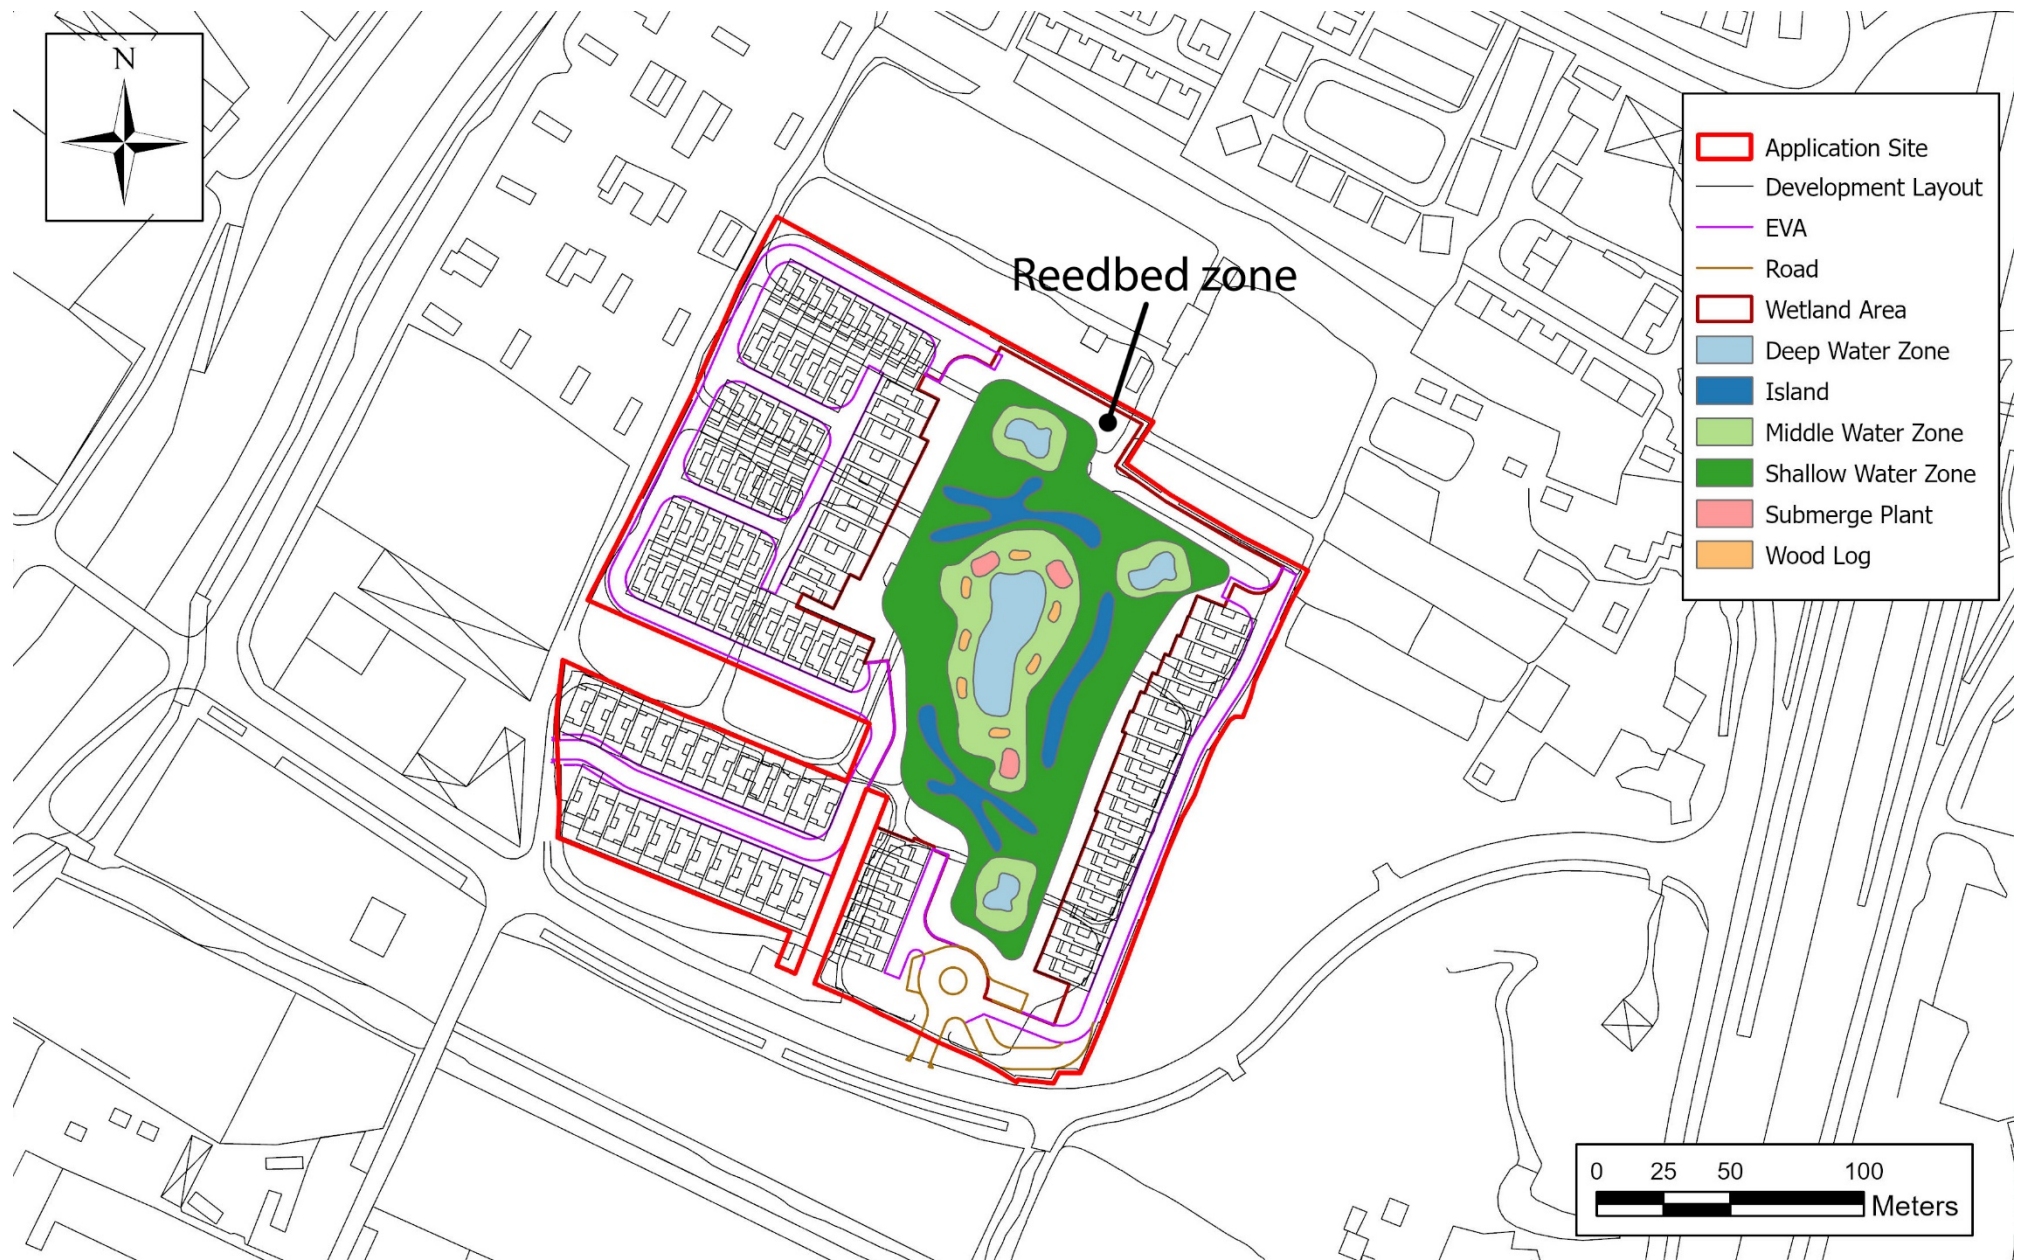 N
Reedbed zone
Application Site
Development Layout
EVA
Road
Wetland Area
Deep Water Zone
Island
Middle Water Zone
Shallow Water Zone
Submerge Plant
Wood Log
0 25 50 100
Meters